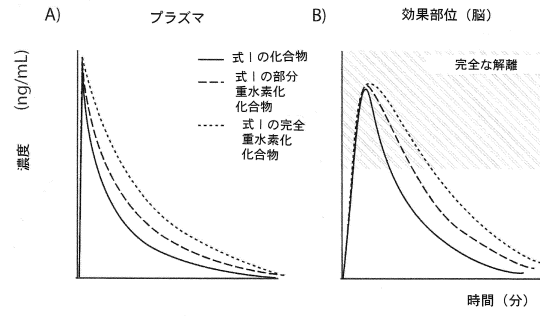 A)
プラズマ
B)
効果部位（脳）
濃度 (ng/mL)
式Ｉの化合物
式Ｉの部分
重水素化
化合物
式Ｉの完全
重水素化
化合物
完全な解離
時間（分）